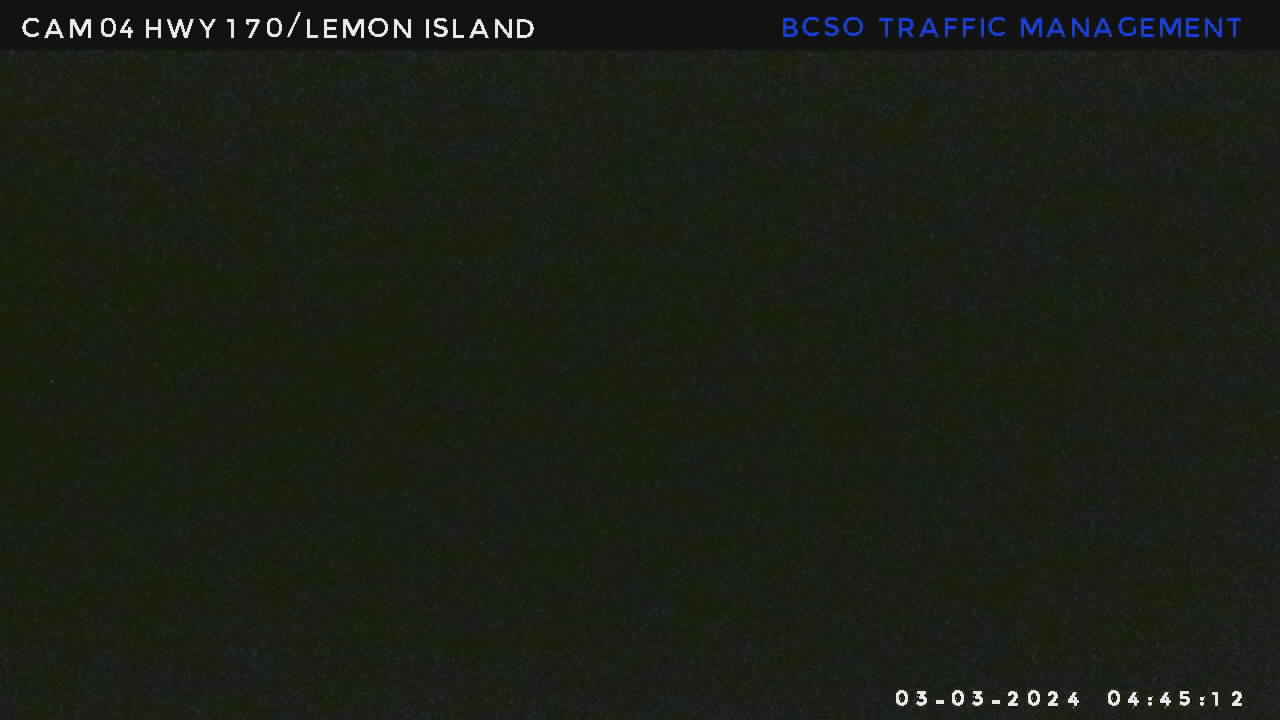 CAM 04 HWY 170/LEMON ISLAND
BCSO TRAFFIC MANAGEMENT
03-03-2024 04:45:12